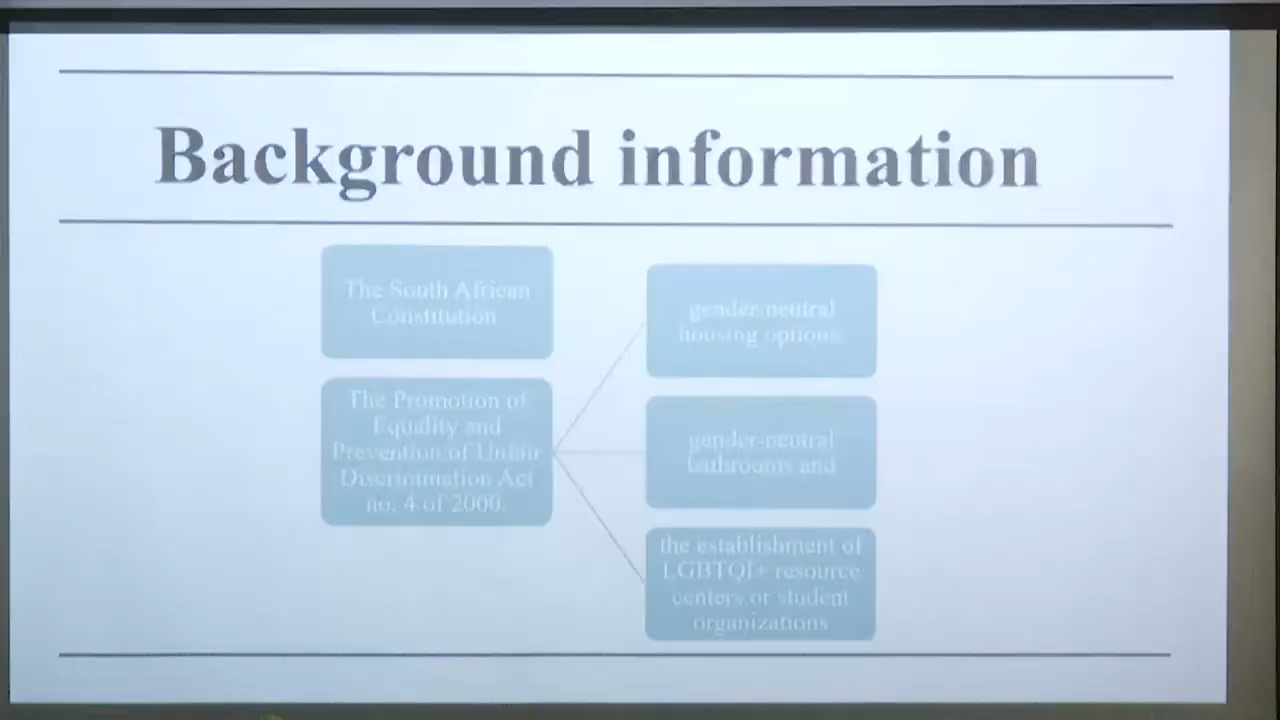 Background information
The South African
Constitution
The Promotion of
Equality and
Prevention of Unfair
Discrimination Act
no. 4 of 2000.
gender-neutral
housing options,
gender-neutral
bathrooms and
the establishment of
LGBTQI+ resource
centers or student
organizations